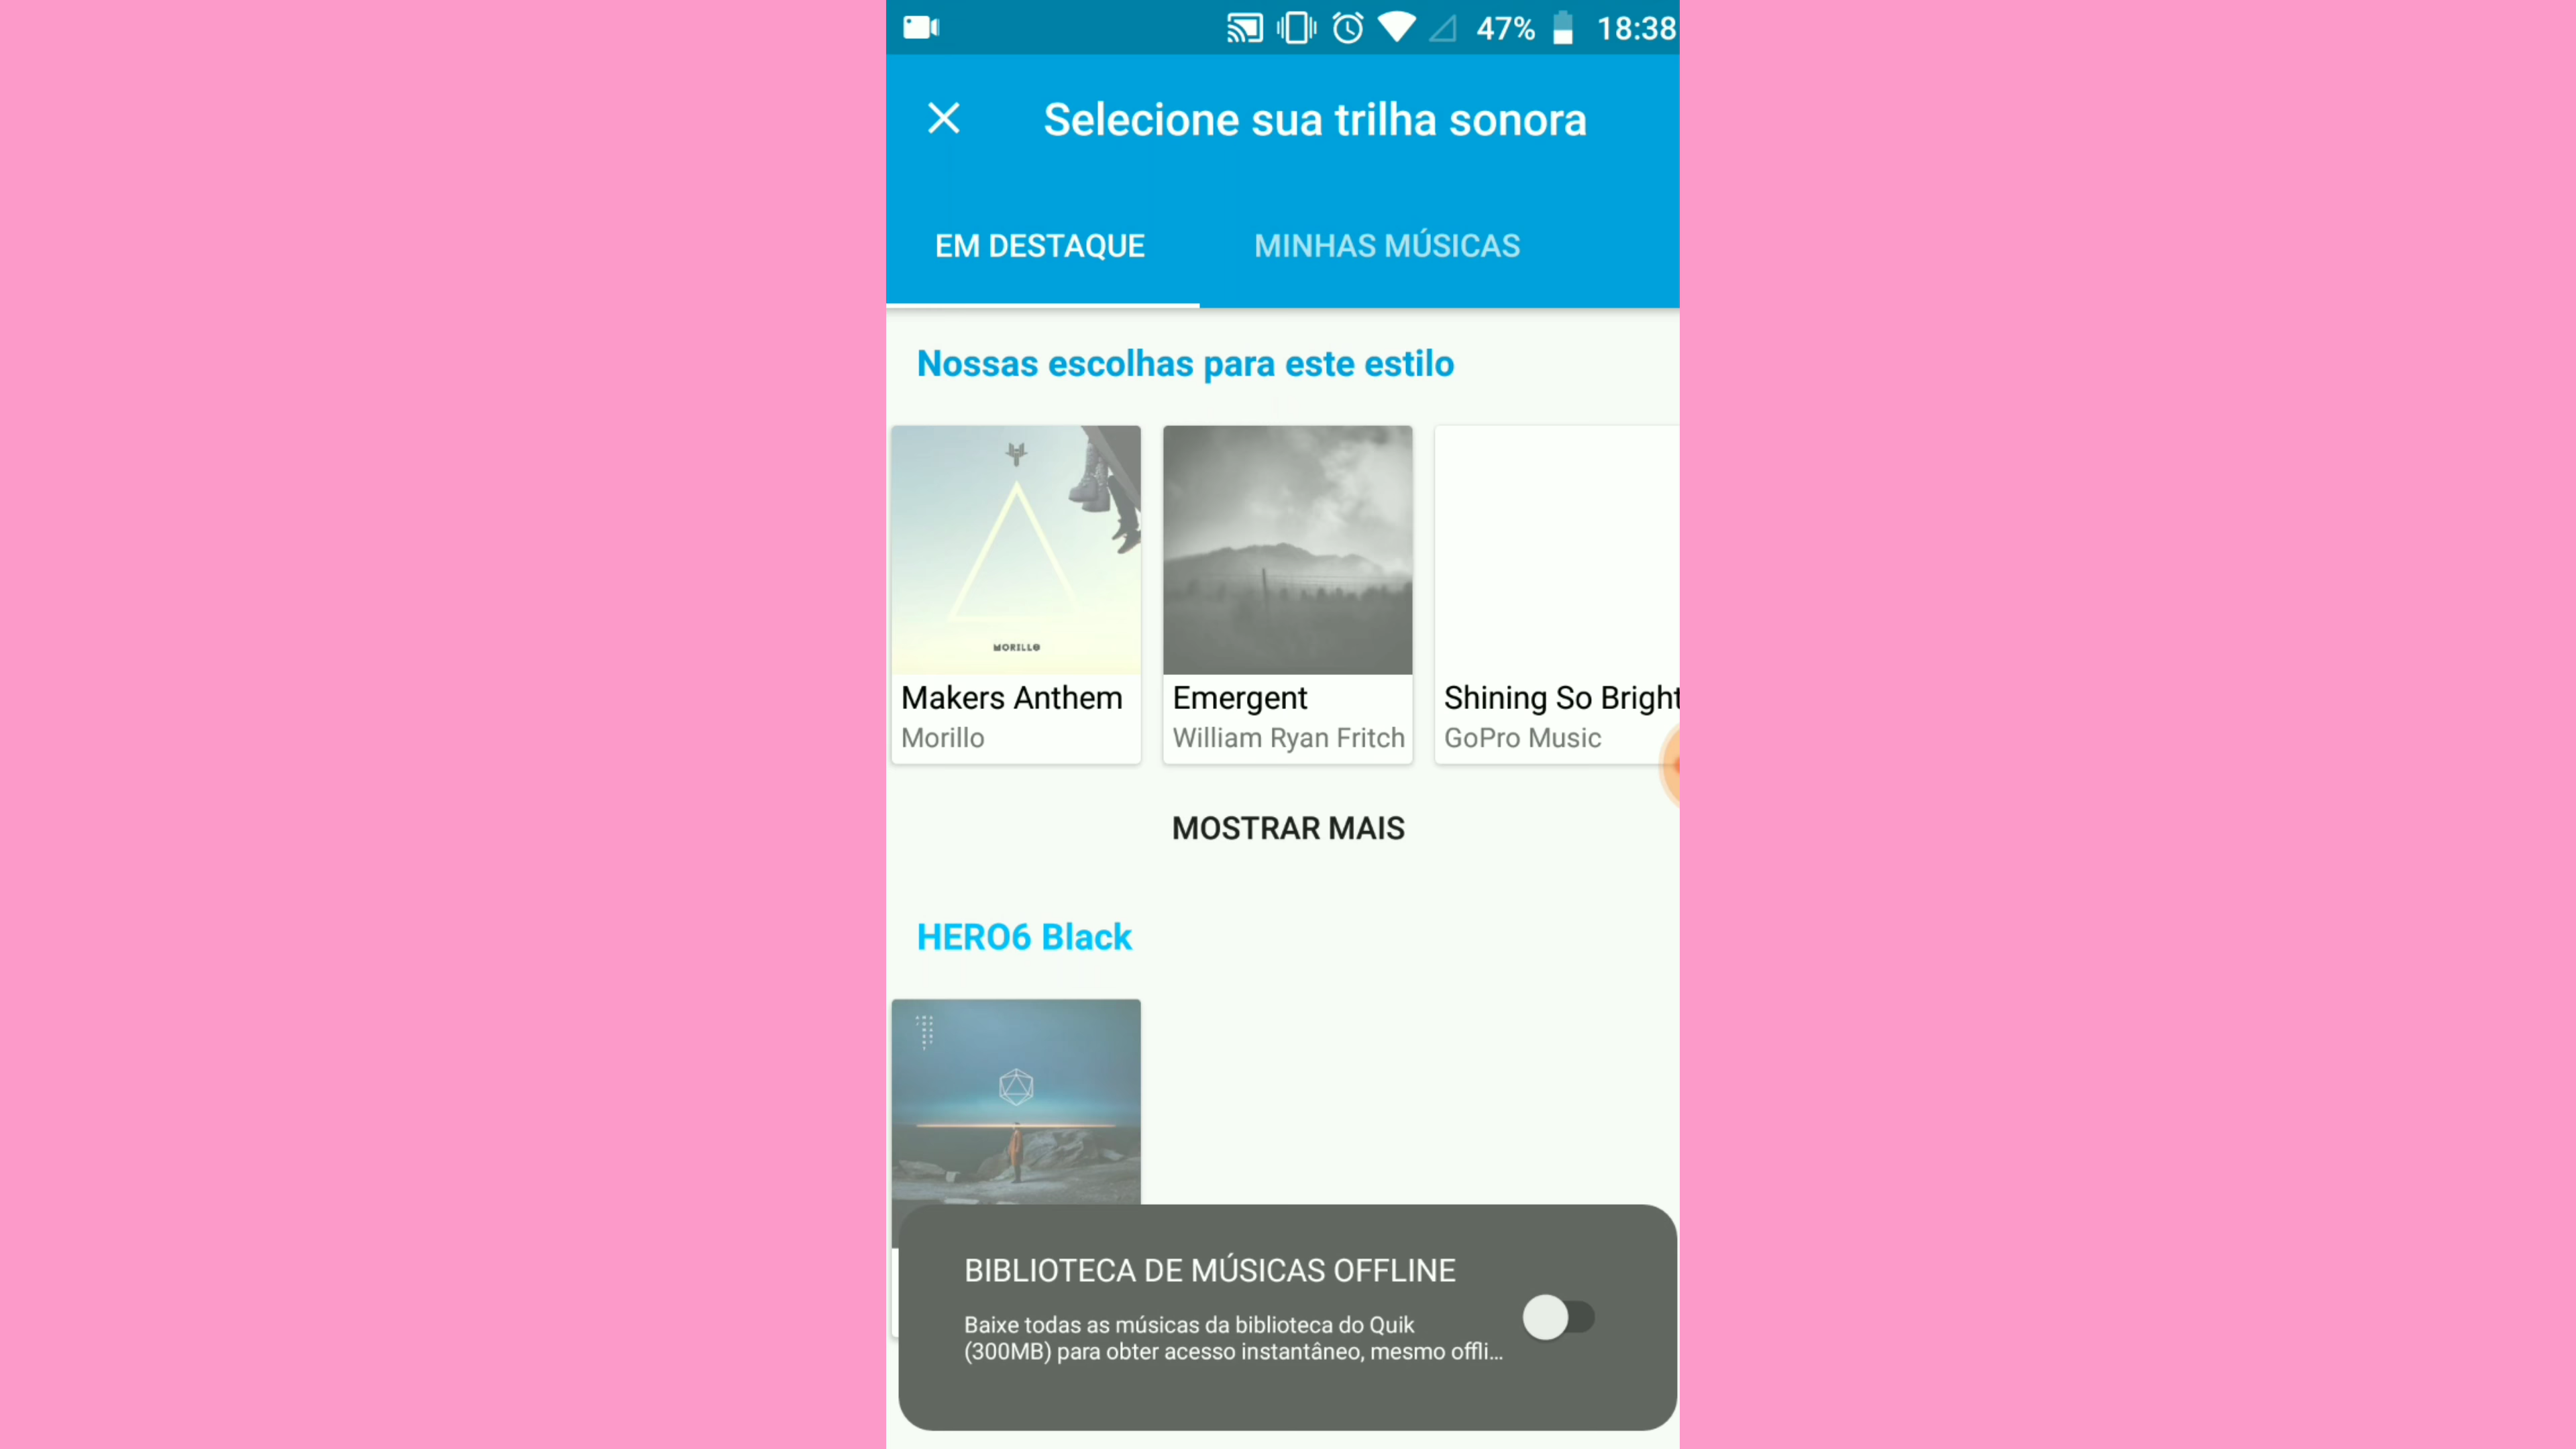 47% 18:38
Selecione sua trilha sonora
EM DESTAQUE MINHAS MÚSICAS
Nossas escolhas para este estilo
MORILLO
Makers Anthem
Morillo
Emergent
William Ryan Fritch
Shining So Bright
GoPro Music
MOSTRAR MAIS
HERO6 Black
BIBLIOTECA DE MÚSICAS OFFLINE
Baixe todas as músicas da biblioteca do Quik
(300MB) para obter acesso instantâneo, mesmo offli...